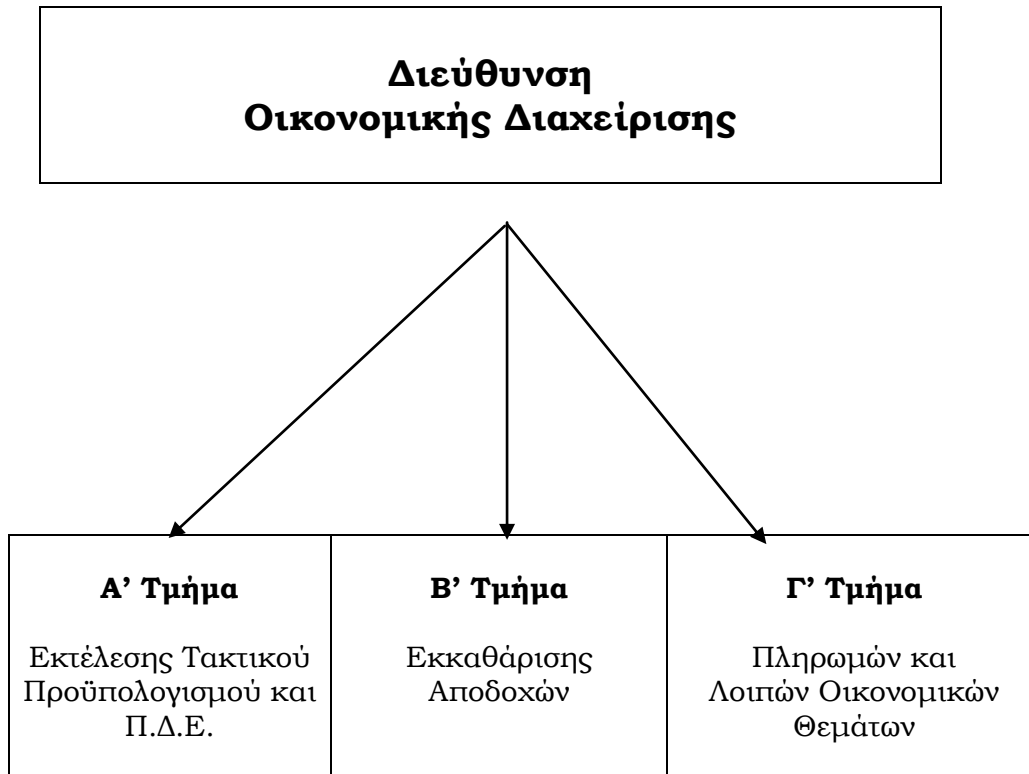 Διεύθυνση
Οικονομικής Διαχείρισης
Α’ Τμήμα
Εκτέλεσης Τακτικού
Προϋπολογισμού και
Π.Δ.Ε.
Β’ Τμήμα
Εκκαθάρισης
Αποδοχών
Γ’ Τμήμα
Πληρωμών και
Λοιπών Οικονομικών
Θεμάτων